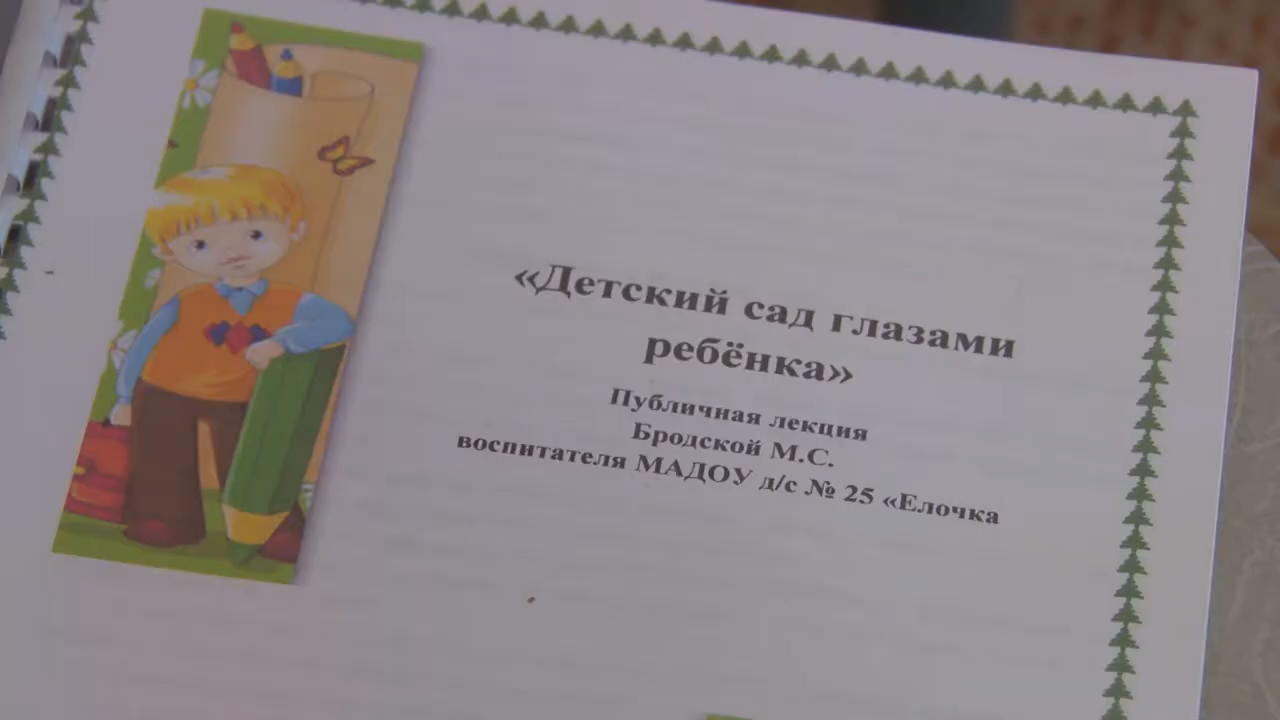 «Детский сад глазами
ребёнка»
Публичная лекция
Бродской М.С.
воспитателя МАДОУ д/с № 25 «Елочка